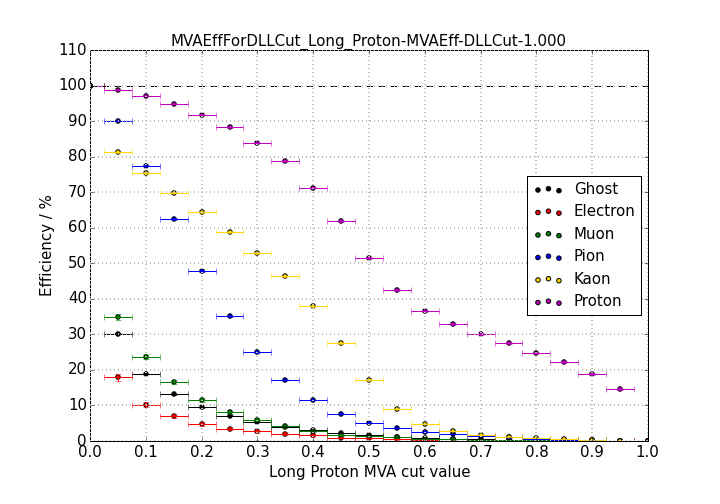 MVAEffForDLLCut_Long_Proton-MVAEff-DLLCut-1.000
110
100
90
80
70
60
50
40
30
20
10
0
Efficiency / %
Ghost
Electron
Muon
Pion
Kaon
Proton
0.0 0.1 0.2 0.3 0.4 0.5 0.6 0.7 0.8 0.9 1.0
Long Proton MVA cut value